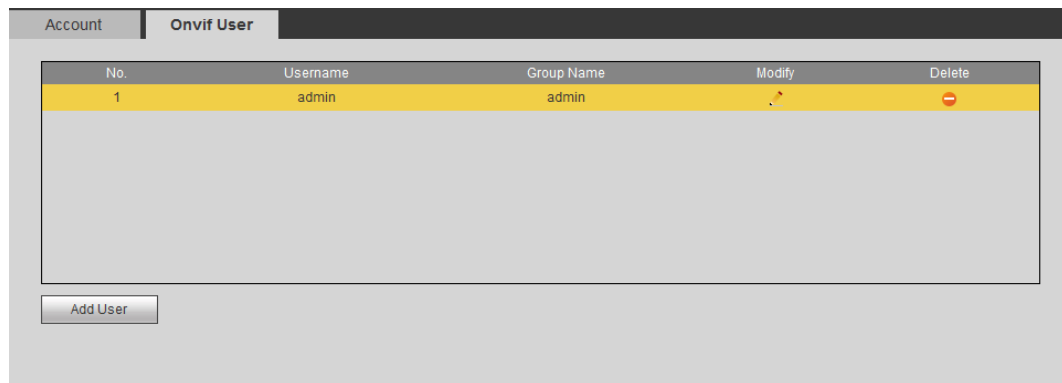 Account Onvif User
No. Username Group Name Modify Delete
1 admin admin
Add User